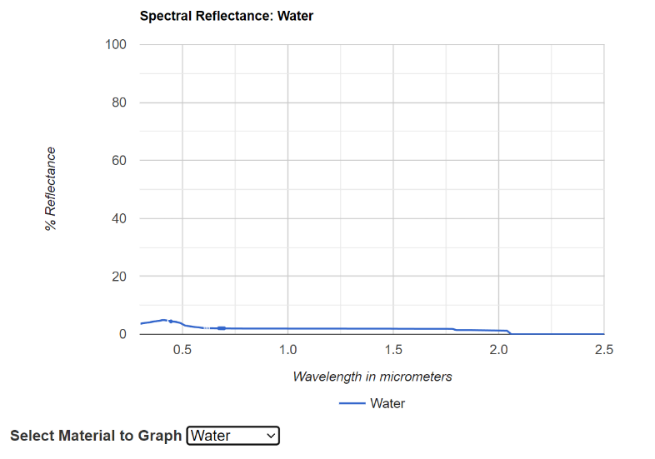 Spectral Reflectance: Water
100
80
60
40
20
0
% Reflectance
0.5 1.0 1.5 2.0 2.5
Wavelength in micrometers
Water
Select Material to Graph Water